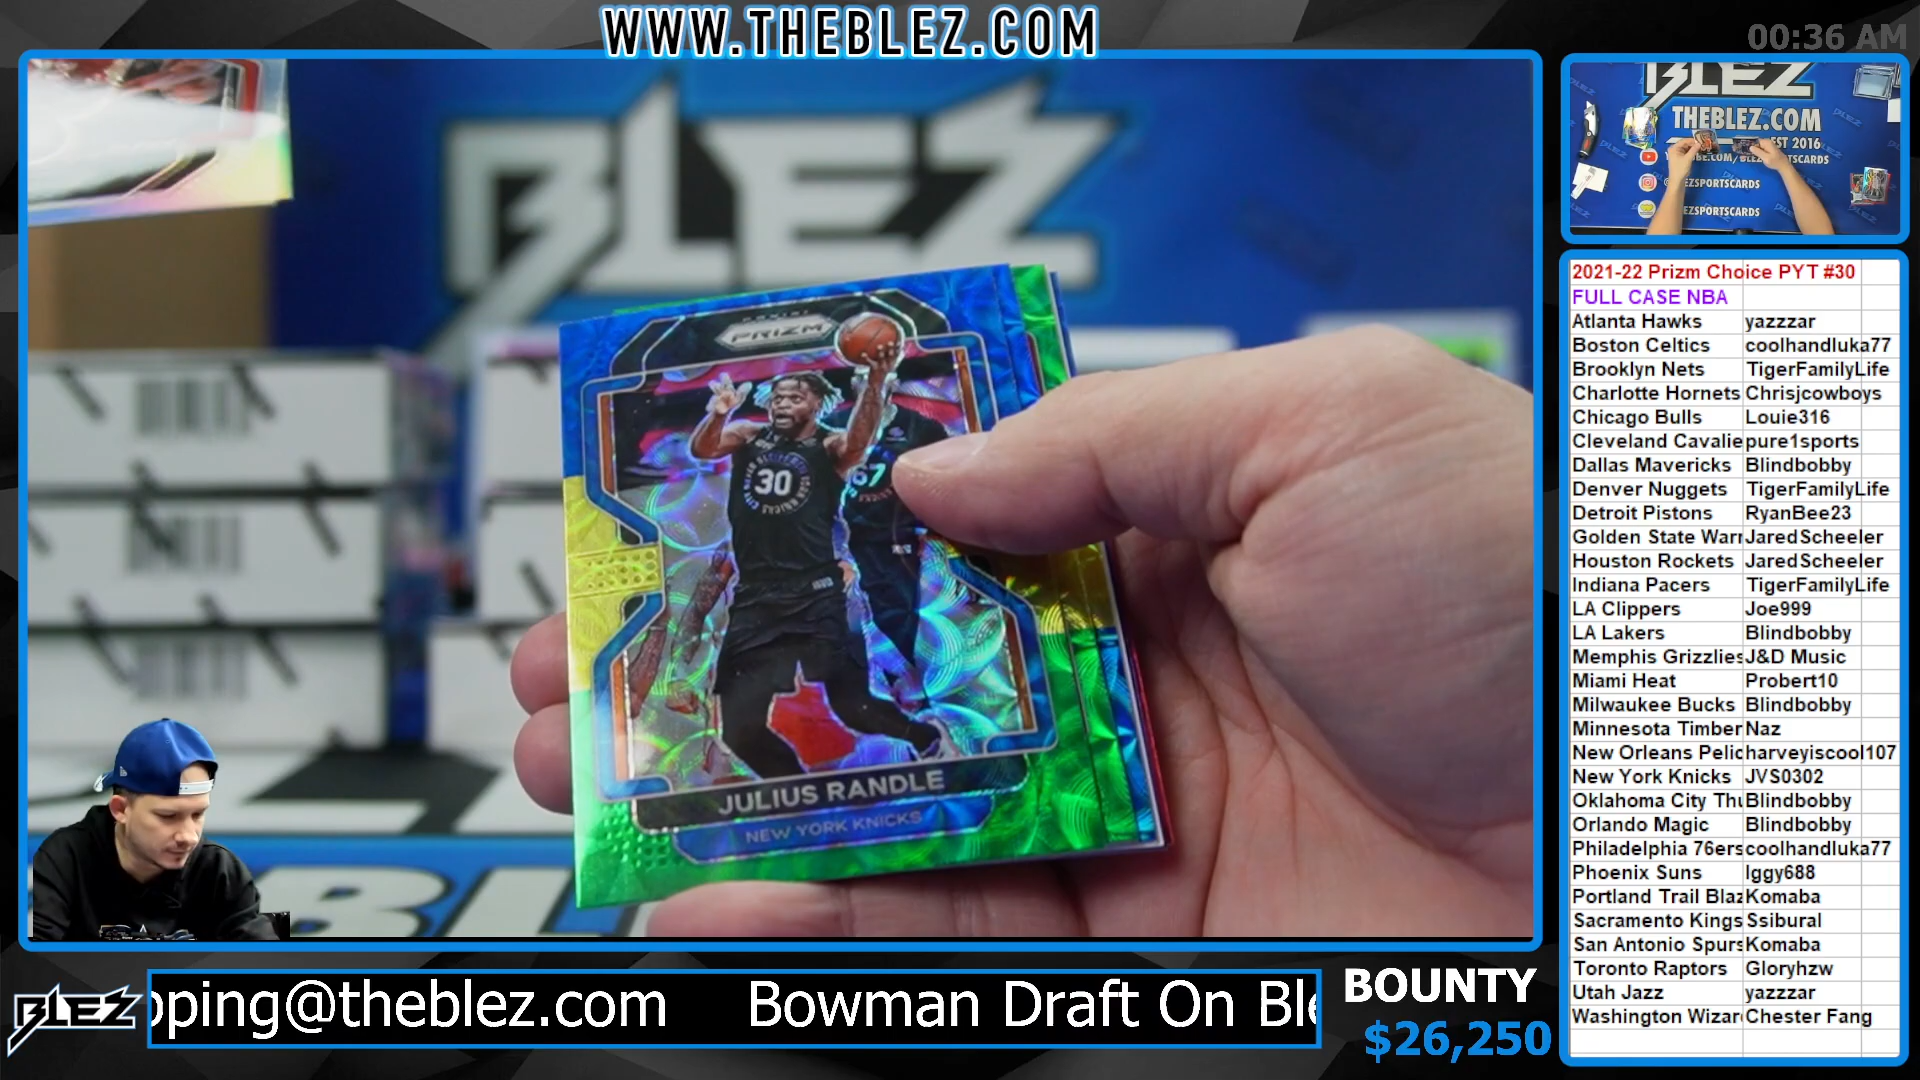 WWW.THEBLEZ.COM
00:36 AM
BLEZ
BLEZ
THEBLEZ.COM
EST 2016
EZSPORTSCARDS
EZSPORTSCARDS
PANINI
PRIZM
30
67
JULIUS RANDLE
NEW YORK KNICKS
2021-22 Prizm Choice PYT #30
FULL CASE NBA
Atlanta Hawks yazzzar
Boston Celtics coolhandluka77
Brooklyn Nets TigerFamilyLife
Charlotte Hornets Chrisjcowboys
Chicago Bulls Louie316
Cleveland Cavalie pure1sports
Dallas Mavericks Blindbobby
Denver Nuggets TigerFamilyLife
Detroit Pistons RyanBee23
Golden State Warr JaredScheeler
Houston Rockets JaredScheeler
Indiana Pacers TigerFamilyLife
LA Clippers Joe999
LA Lakers Blindbobby
Memphis Grizzlies J&D Music
Miami Heat Probert10
Milwaukee Bucks Blindbobby
Minnesota Timber Naz
New Orleans Pelic harveyiscool107
New York Knicks JVS0302
Oklahoma City Thu Blindbobby
Orlando Magic Blindbobby
Philadelphia 76ers coolhandluka77
Phoenix Suns Iggy688
Portland Trail Blaz Komaba
Sacramento Kings Ssibural
San Antonio Spurs Komaba
Toronto Raptors Gloryhzw
Utah Jazz yazzzar
Washington Wizar Chester Fang
BLEZ
pping@theblez.com Bowman Draft On Ble
BOUNTY
$26,250